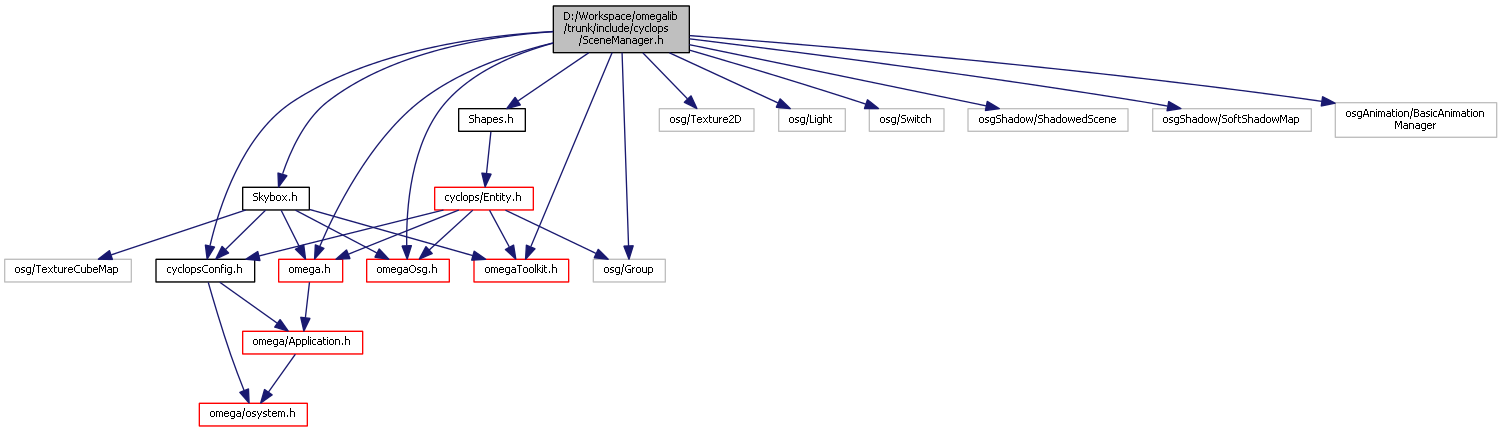 D:/Workspace/omegalib
/trunk/include/cyclops
/SceneManager.h
Shapes.h
osg/Texture2D
osg/Light
osg/Switch
osgShadow/ShadowedScene
osgShadow/SoftShadowMap
osgAnimation/BasicAnimation
Manager
Skybox.h
cyclops/Entity.h
osg/TextureCubeMap
cyclopsConfig.h
omega.h
omegaOsg.h
omegaToolkit.h
osg/Group
omega/Application.h
omega/osystem.h